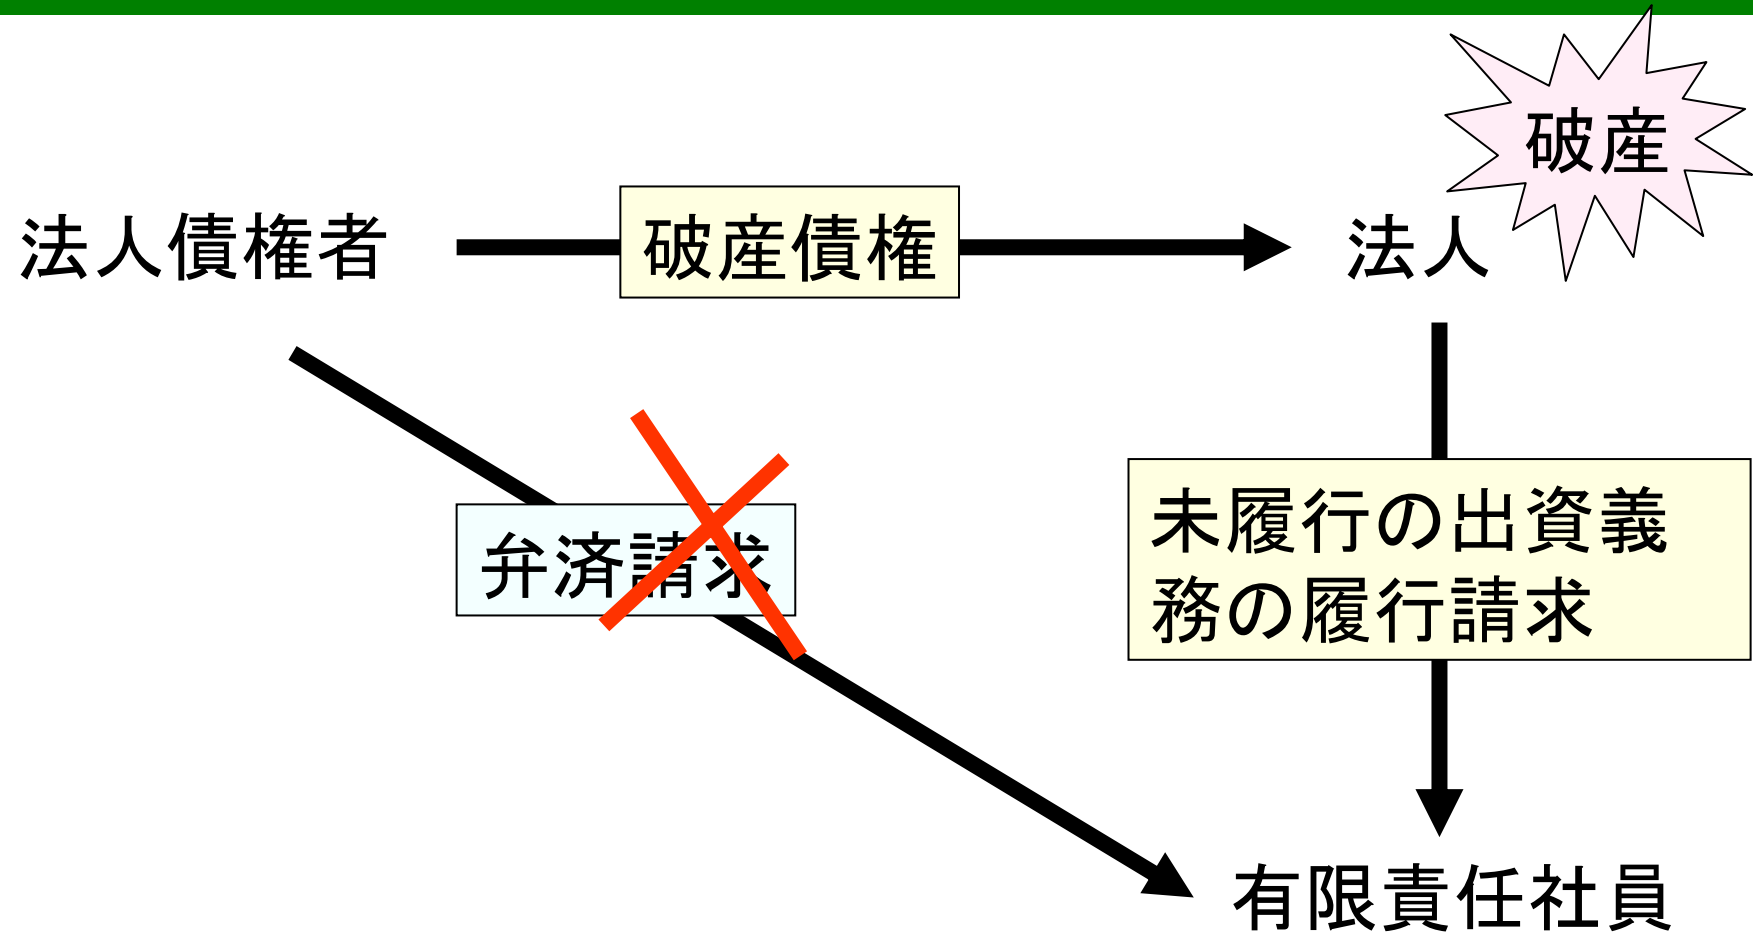 破産
法人債権者
破産債権
法人
弁済請求
未履行の出資義
務の履行請求
有限責任社員